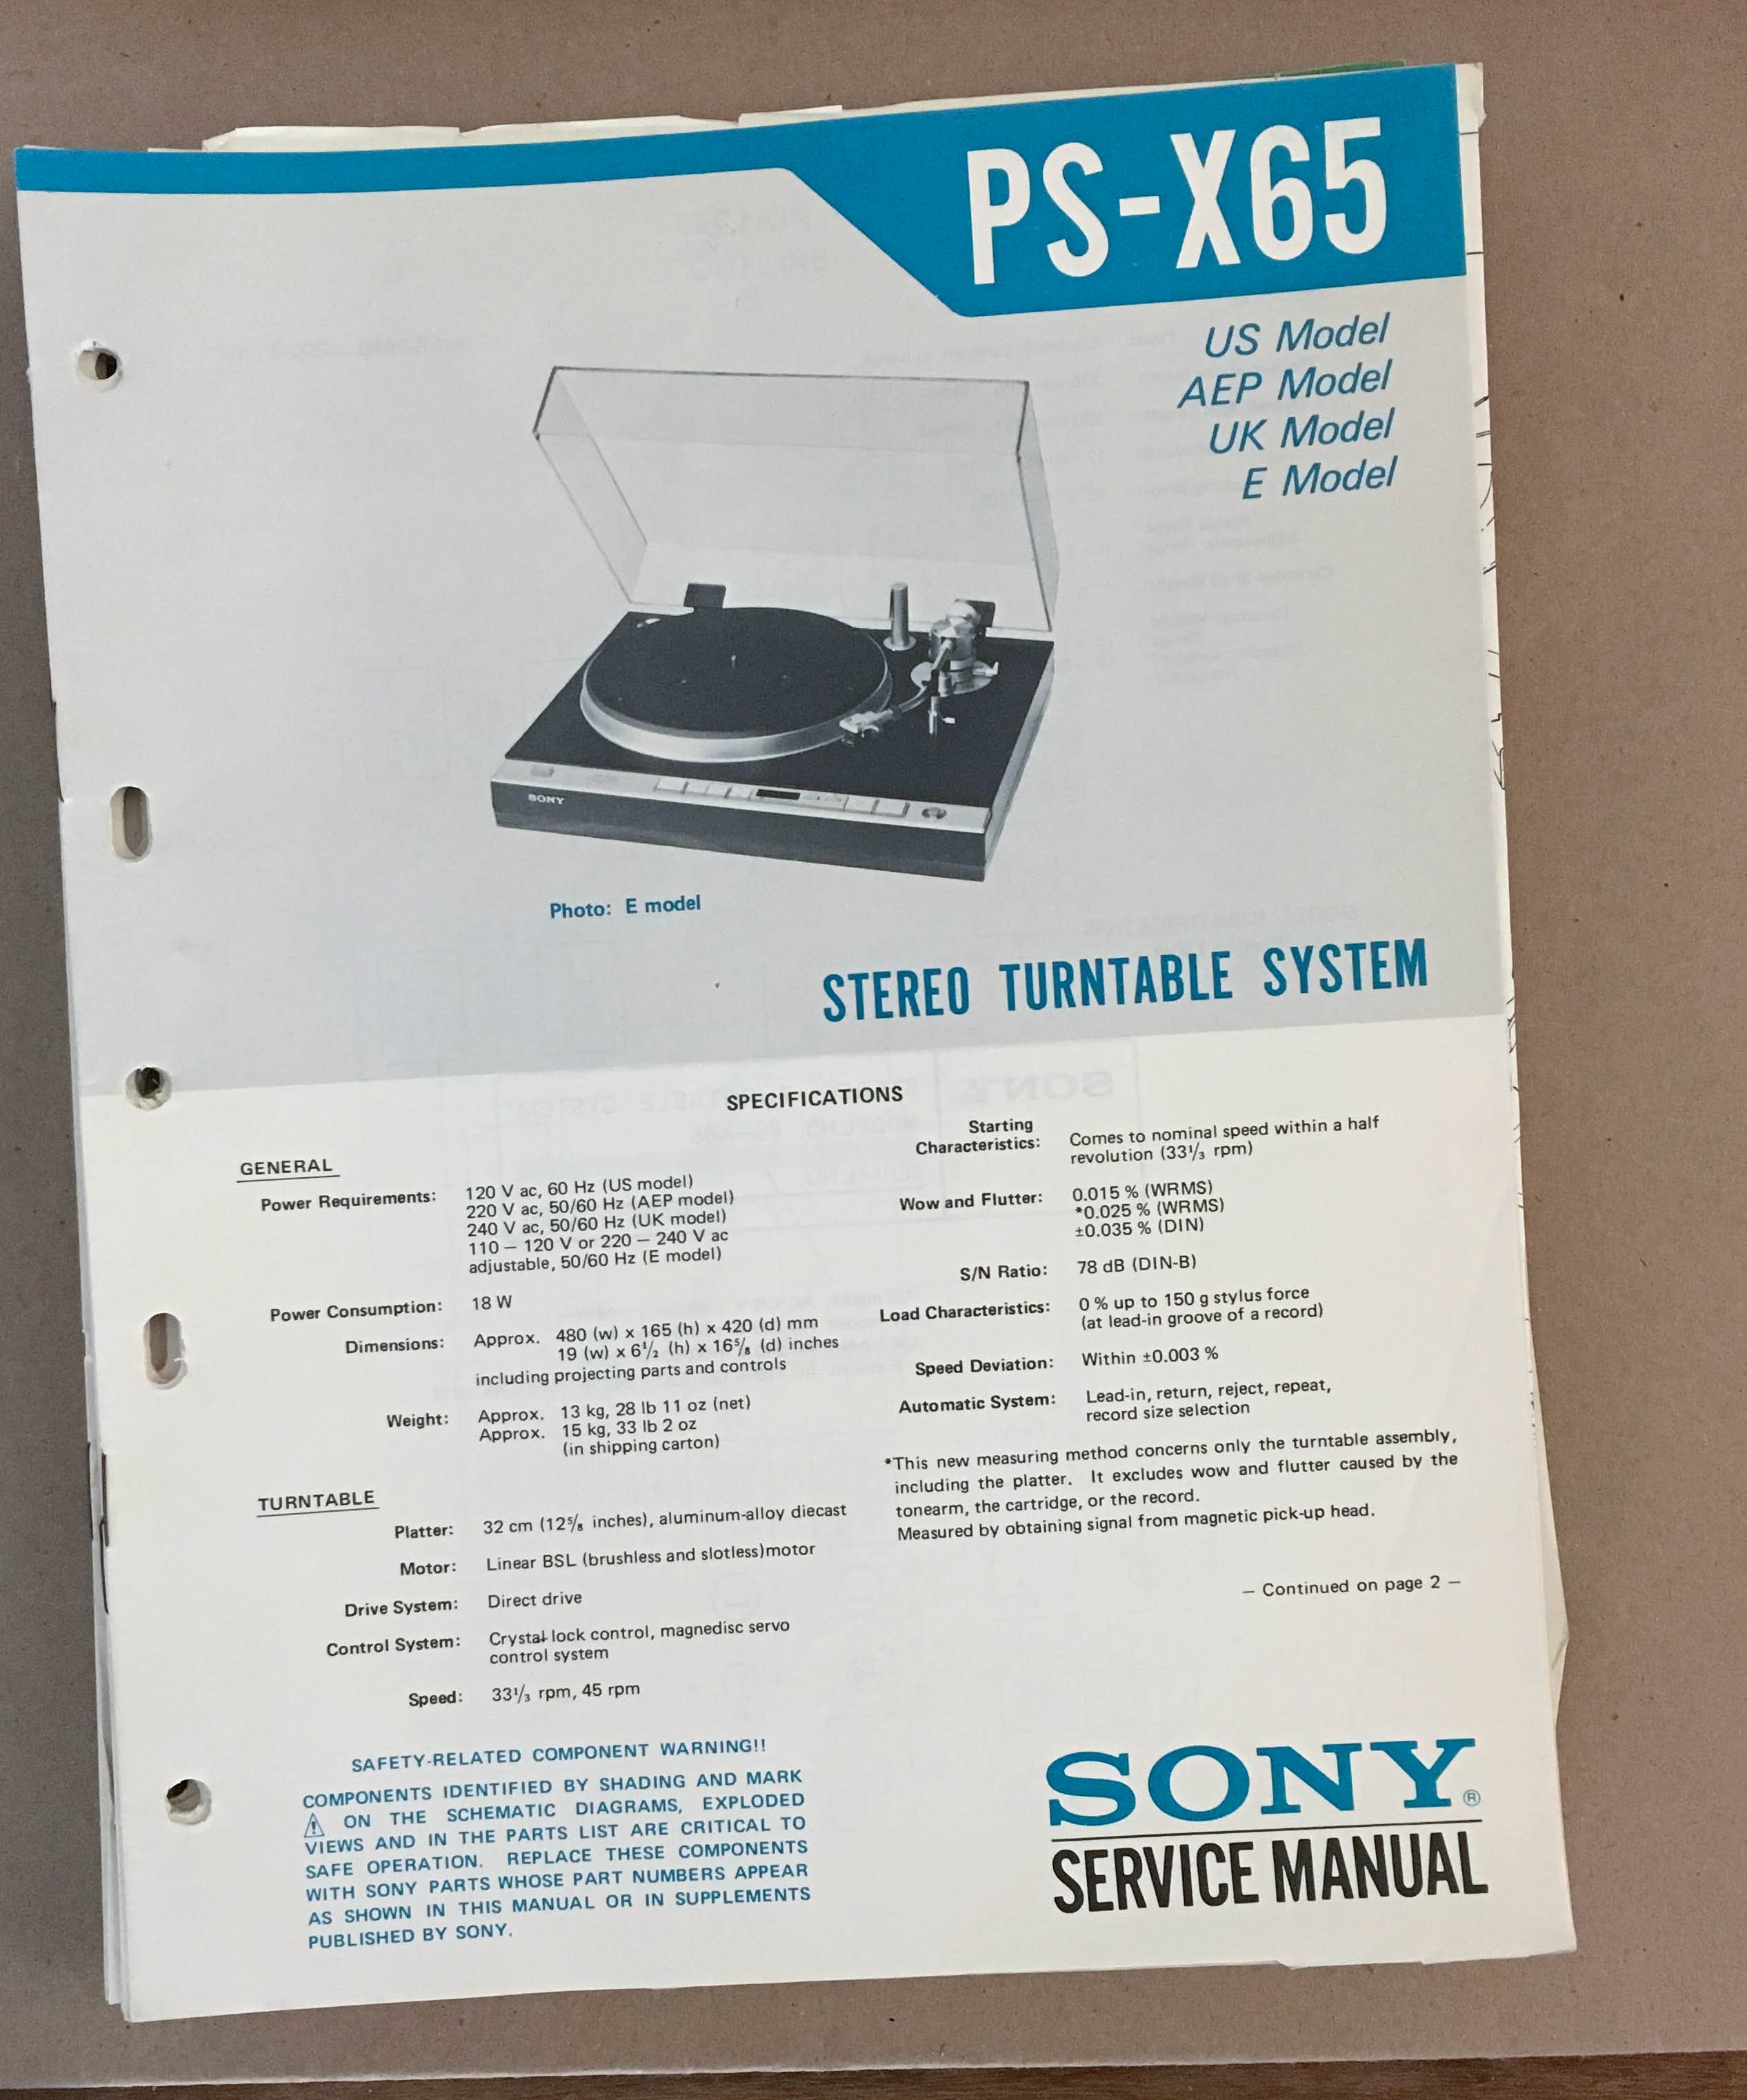 PS-X65
US Model
AEP Model
UK Model
E Model
SONY
Photo: E model
STEREO TURNTABLE SYSTEM
SPECIFICATIONS
GENERAL
Power Requirements: 120 V ac, 60 Hz (US model)
220 V ac, 50/60 Hz (AEP model)
240 V ac, 50/60 Hz (UK model)
110 – 120 V or 220 – 240 V ac
adjustable, 50/60 Hz (E model)
Power Consumption: 18 W
Dimensions: Approx. 480 (w) x 165 (h) x 420 (d) mm
19 (w) x 6 1/2 (h) x 16 5/8 (d) inches
including projecting parts and controls
Weight: Approx. 13 kg, 28 lb 11 oz (net)
Approx. 15 kg, 33 lb 2 oz
(in shipping carton)
TURNTABLE
Platter: 32 cm (12 5/8 inches), aluminum-alloy diecast
Motor: Linear BSL (brushless and slotless)motor
Drive System: Direct drive
Control System: Crystal lock control, magnedisc servo
control system
Speed: 33 1/3 rpm, 45 rpm
Starting
Characteristics: Comes to nominal speed within a half
revolution (33 1/3 rpm)
Wow and Flutter: 0.015 % (WRMS)
*0.025 % (WRMS)
±0.035 % (DIN)
S/N Ratio: 78 dB (DIN-B)
Load Characteristics: 0 % up to 150 g stylus force
(at lead-in groove of a record)
Speed Deviation: Within ±0.003 %
Automatic System: Lead-in, return, reject, repeat,
record size selection
*This new measuring method concerns only the turntable assembly,
including the platter. It excludes wow and flutter caused by the
tonearm, the cartridge, or the record.
Measured by obtaining signal from magnetic pick-up head.
– Continued on page 2 –
SAFETY-RELATED COMPONENT WARNING!!
COMPONENTS IDENTIFIED BY SHADING AND MARK
⚠ ON THE SCHEMATIC DIAGRAMS, EXPLODED
VIEWS AND IN THE PARTS LIST ARE CRITICAL TO
SAFE OPERATION. REPLACE THESE COMPONENTS
WITH SONY PARTS WHOSE PART NUMBERS APPEAR
AS SHOWN IN THIS MANUAL OR IN SUPPLEMENTS
PUBLISHED BY SONY.
SONY®
SERVICE MANUAL